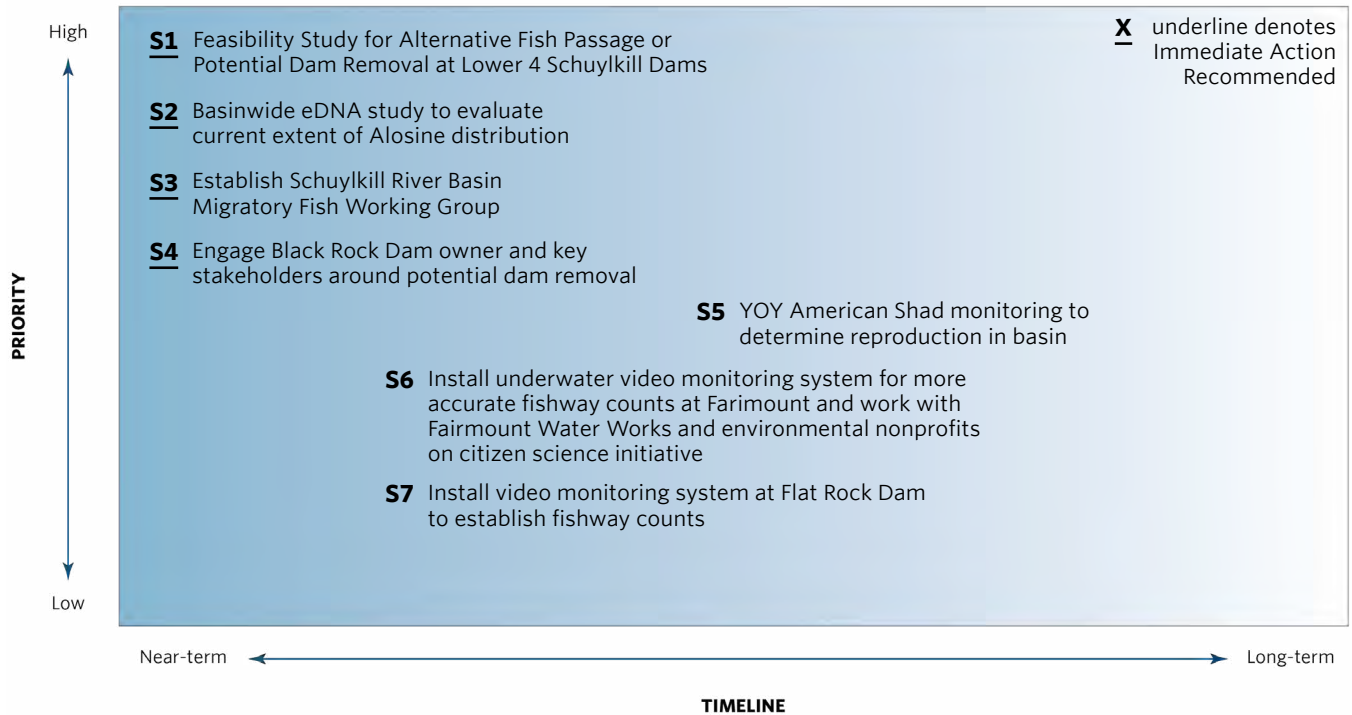 High
S1 Feasibility Study for Alternative Fish Passage or
Potential Dam Removal at Lower 4 Schuylkill Dams
X underline denotes
Immediate Action
Recommended
S2 Basinwide eDNA study to evaluate
current extent of Alosine distribution
S3 Establish Schuylkill River Basin
Migratory Fish Working Group
S4 Engage Black Rock Dam owner and key
stakeholders around potential dam removal
PRIORITY
S5 YOY American Shad monitoring to
determine reproduction in basin
S6 Install underwater video monitoring system for more
accurate fishway counts at Farimount and work with
Fairmount Water Works and environmental nonprofits
on citizen science initiative
S7 Install video monitoring system at Flat Rock Dam
to establish fishway counts
Low
Near-term
Long-term
TIMELINE